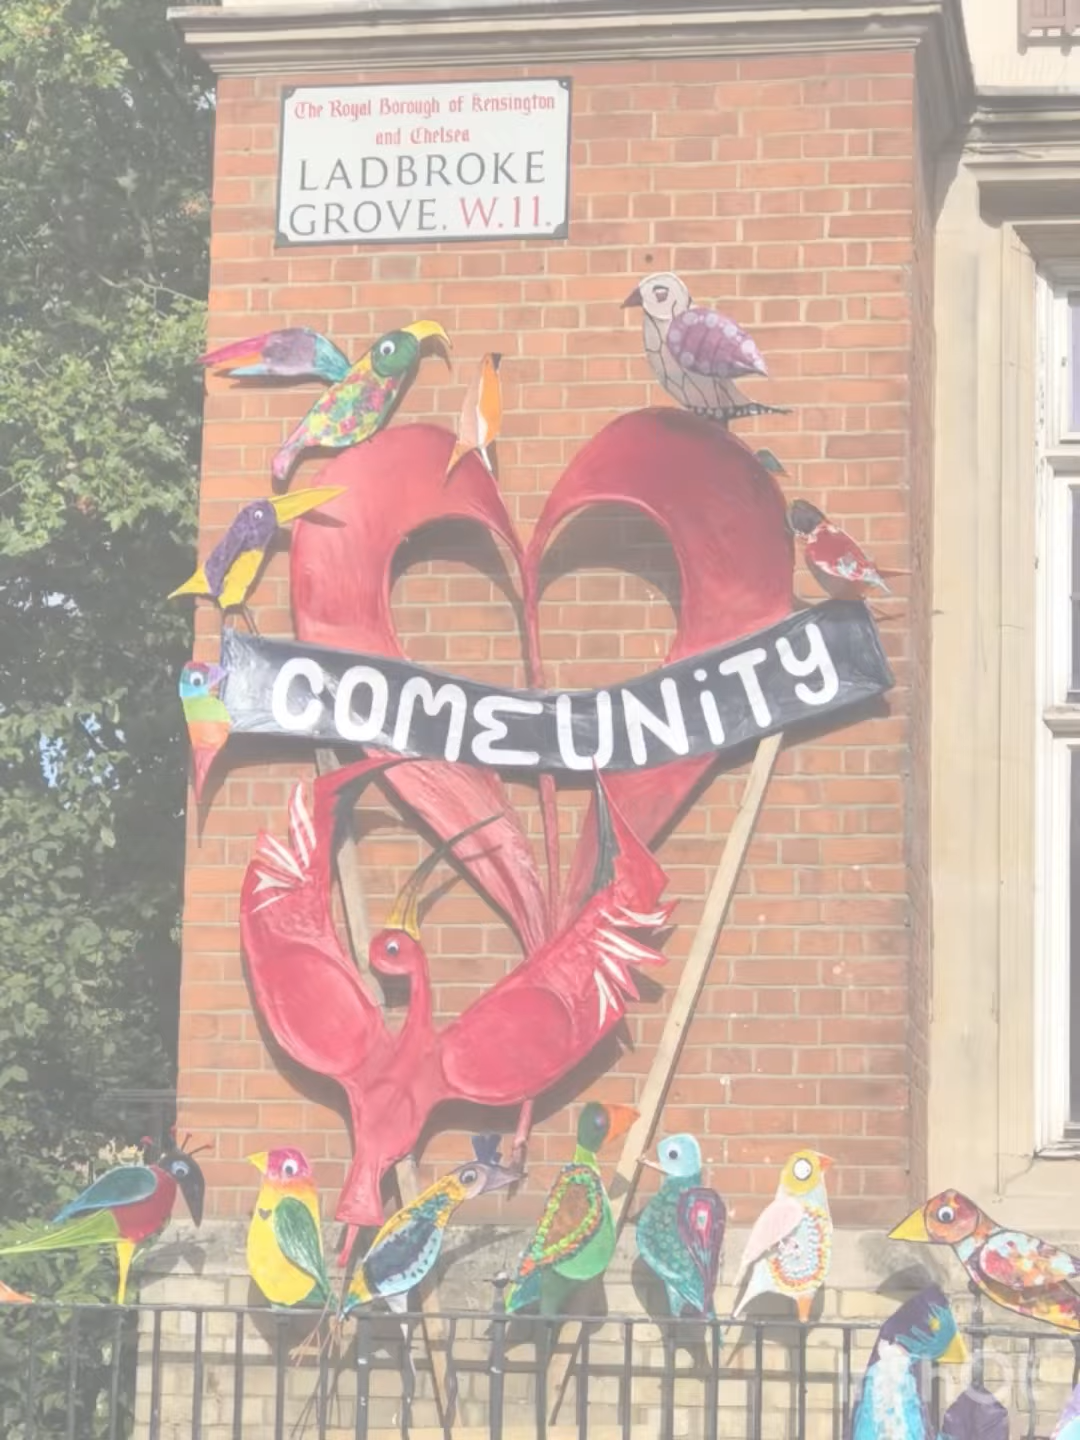 The Royal Borough of Kensington
and Chelsea
LADBROKE
GROVE. W.11.
COMEUNiTY